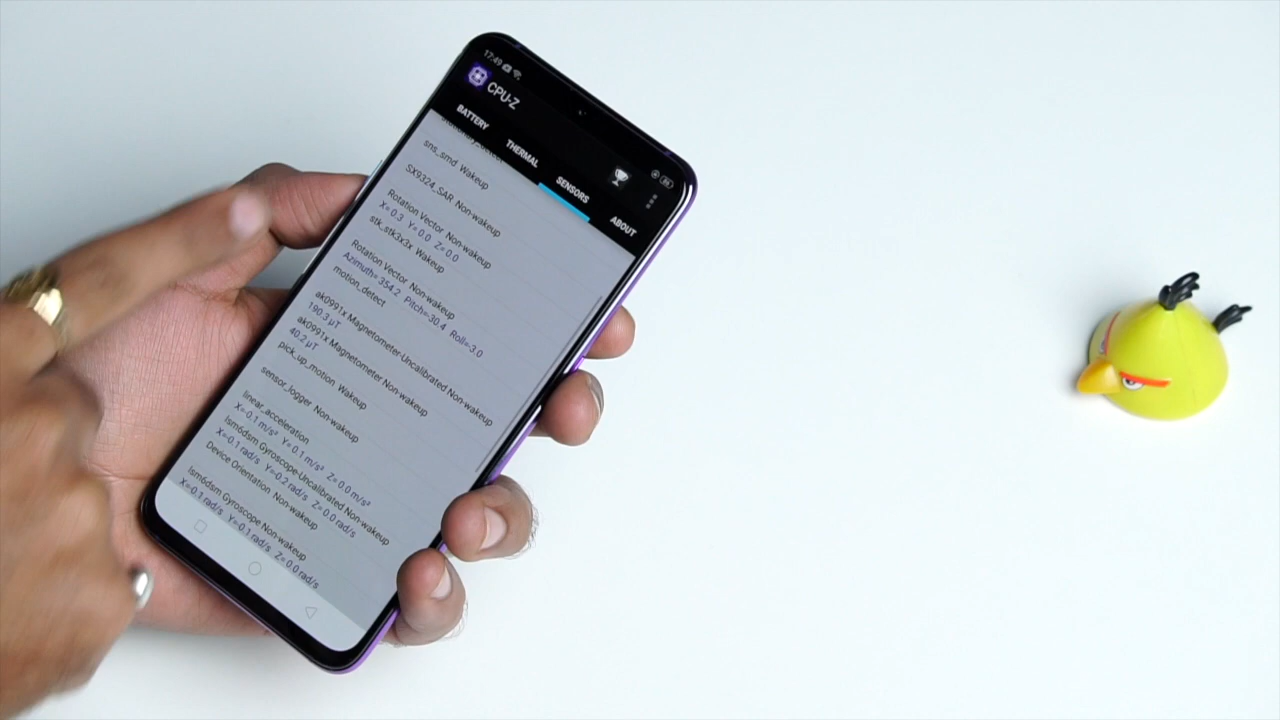 17:49
CPU-Z
BATTERY
THERMAL
SENSORS
ABOUT
sns_smd Wakeup
SX9324_SAR Non-wakeup
Rotation Vector Non-wakeup
X= 0.3 Y= 0.0 Z= 0.0
stk_stk3x3x Wakeup
Rotation Vector Non-wakeup
Azimuth= 354.2 Pitch=-30.4 Roll=-3.0
motion_detect
ak0991x Magnetometer-Uncalibrated Non-wakeup
190.3 μT
ak0991x Magnetometer Non-wakeup
40.2 μT
pick_up_motion Wakeup
sensor_logger Non-wakeup
linear_acceleration
X=-0.1 m/s² Y= 0.1 m/s² Z= 0.0 m/s²
lsm6dsm Gyroscope-Uncalibrated Non-wakeup
X=-0.1 rad/s Y=-0.2 rad/s Z= 0.0 rad/s
Device Orientation Non-wakeup
lsm6dsm Gyroscope Non-wakeup
X=-0.1 rad/s Y=-0.1 rad/s Z= 0.0 rad/s